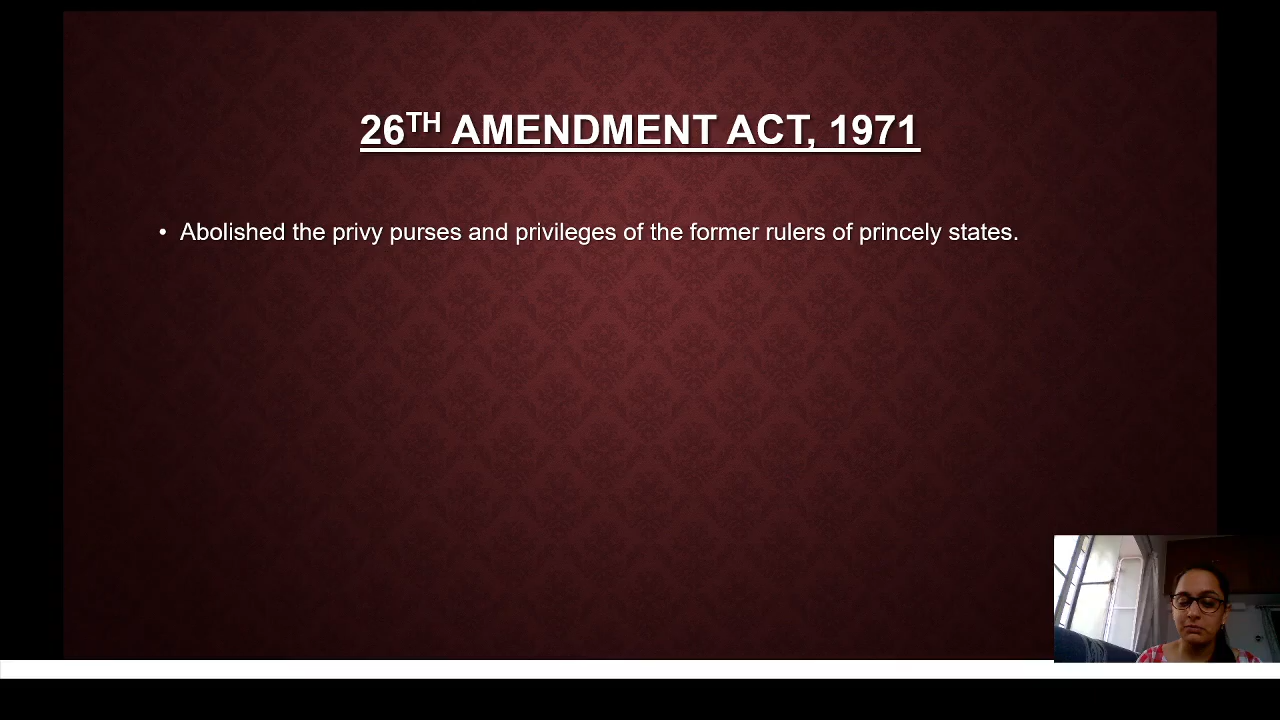 26TH AMENDMENT ACT, 1971
• Abolished the privy purses and privileges of the former rulers of princely states.